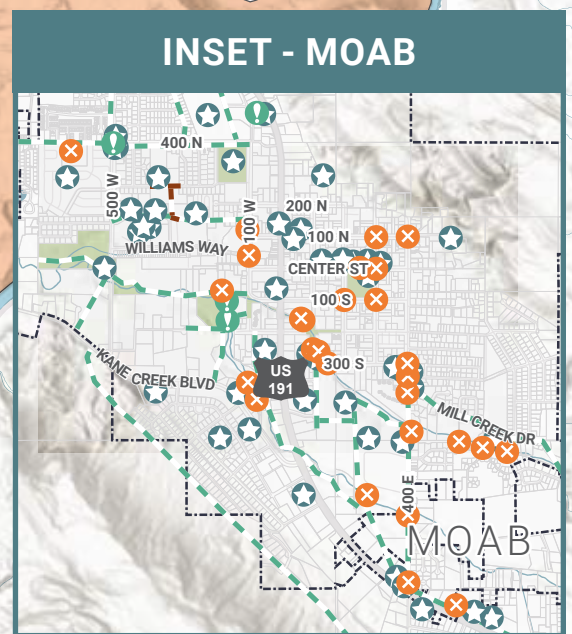 INSET - MOAB
400 N
500 W
100 W
200 N
100 N
WILLIAMS WAY
CENTER ST
100 S
300 S
US
191
KANE CREEK BLVD
MILL CREEK DR
400 E
MOAB